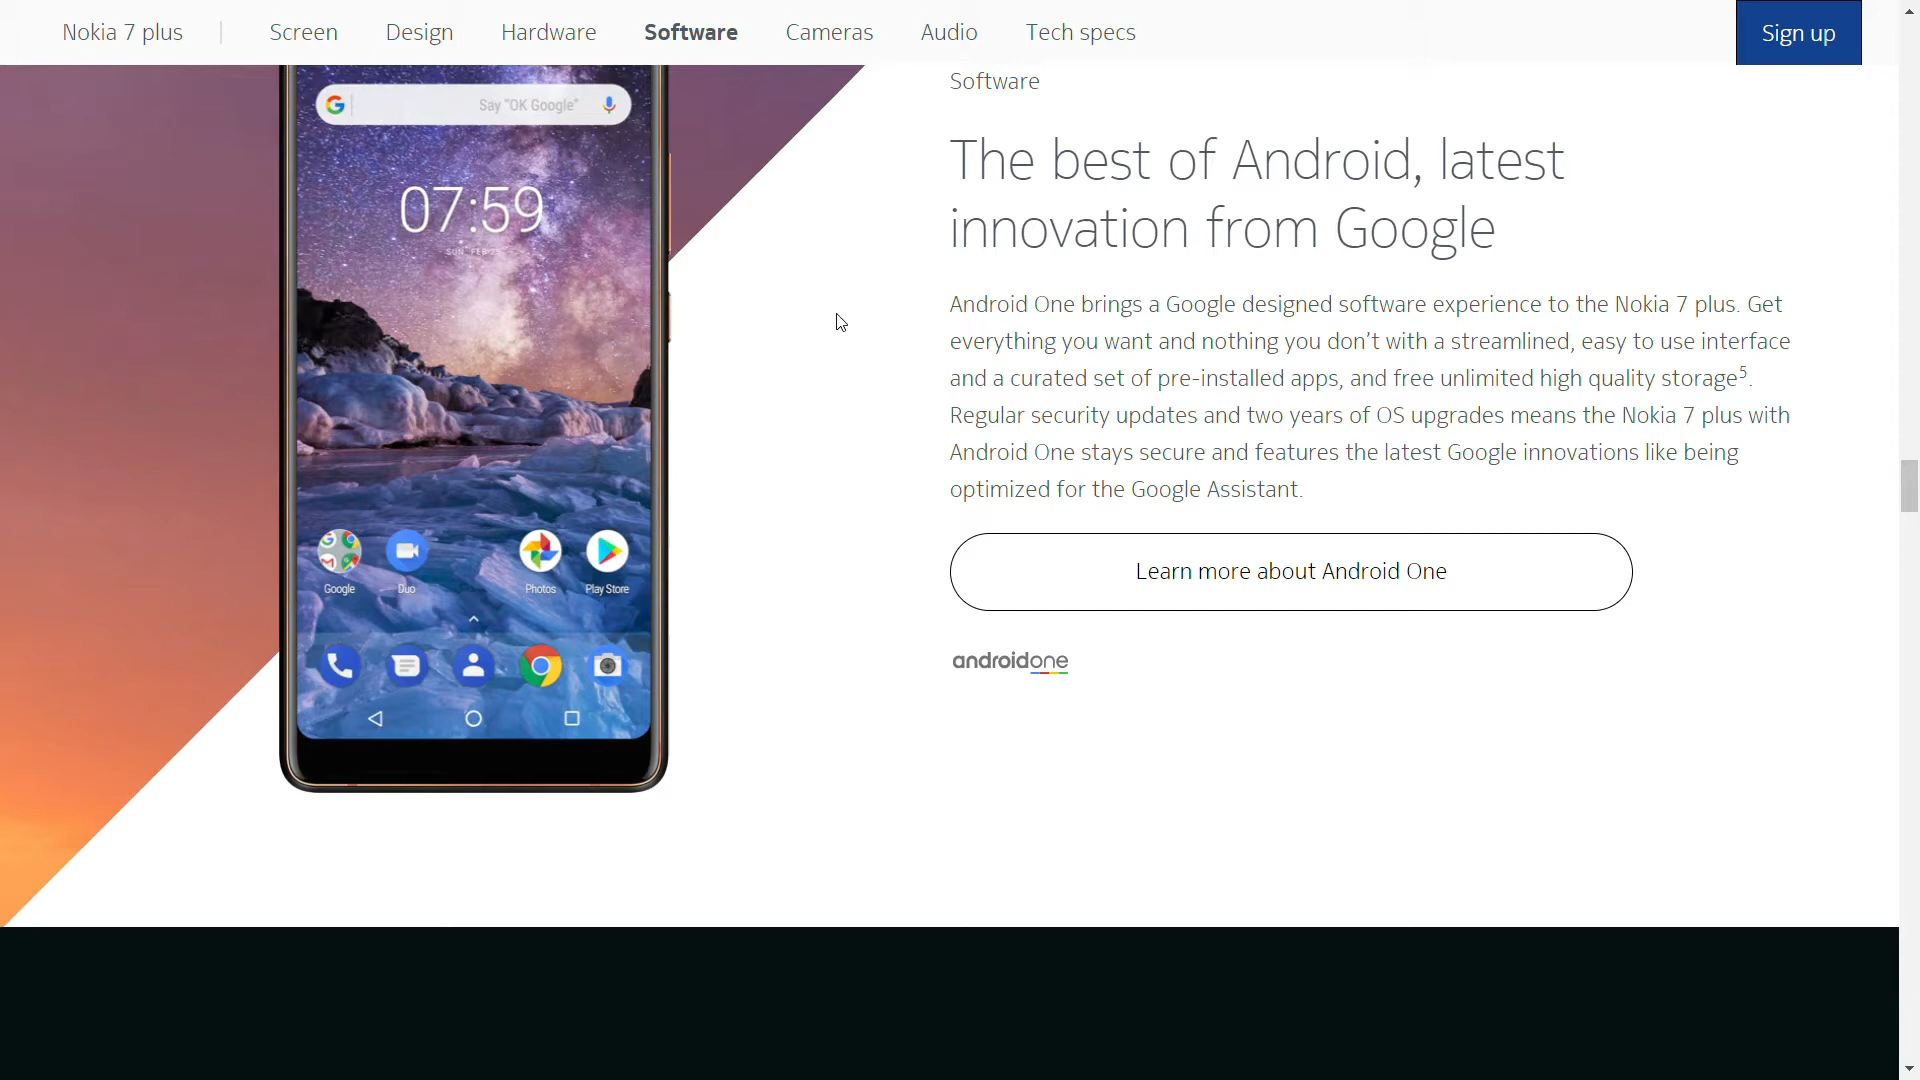 Nokia 7 plus
Screen
Design
Hardware
Software
Cameras
Audio
Tech specs
Sign up
Say "OK Google"
07:59
SUN, FEB 25
Google
Duo
Photos
Play Store
Software
The best of Android, latest
innovation from Google
Android One brings a Google designed software experience to the Nokia 7 plus. Get
everything you want and nothing you don’t with a streamlined, easy to use interface
and a curated set of pre-installed apps, and free unlimited high quality storage⁵.
Regular security updates and two years of OS upgrades means the Nokia 7 plus with
Android One stays secure and features the latest Google innovations like being
optimized for the Google Assistant.
Learn more about Android One
androidone